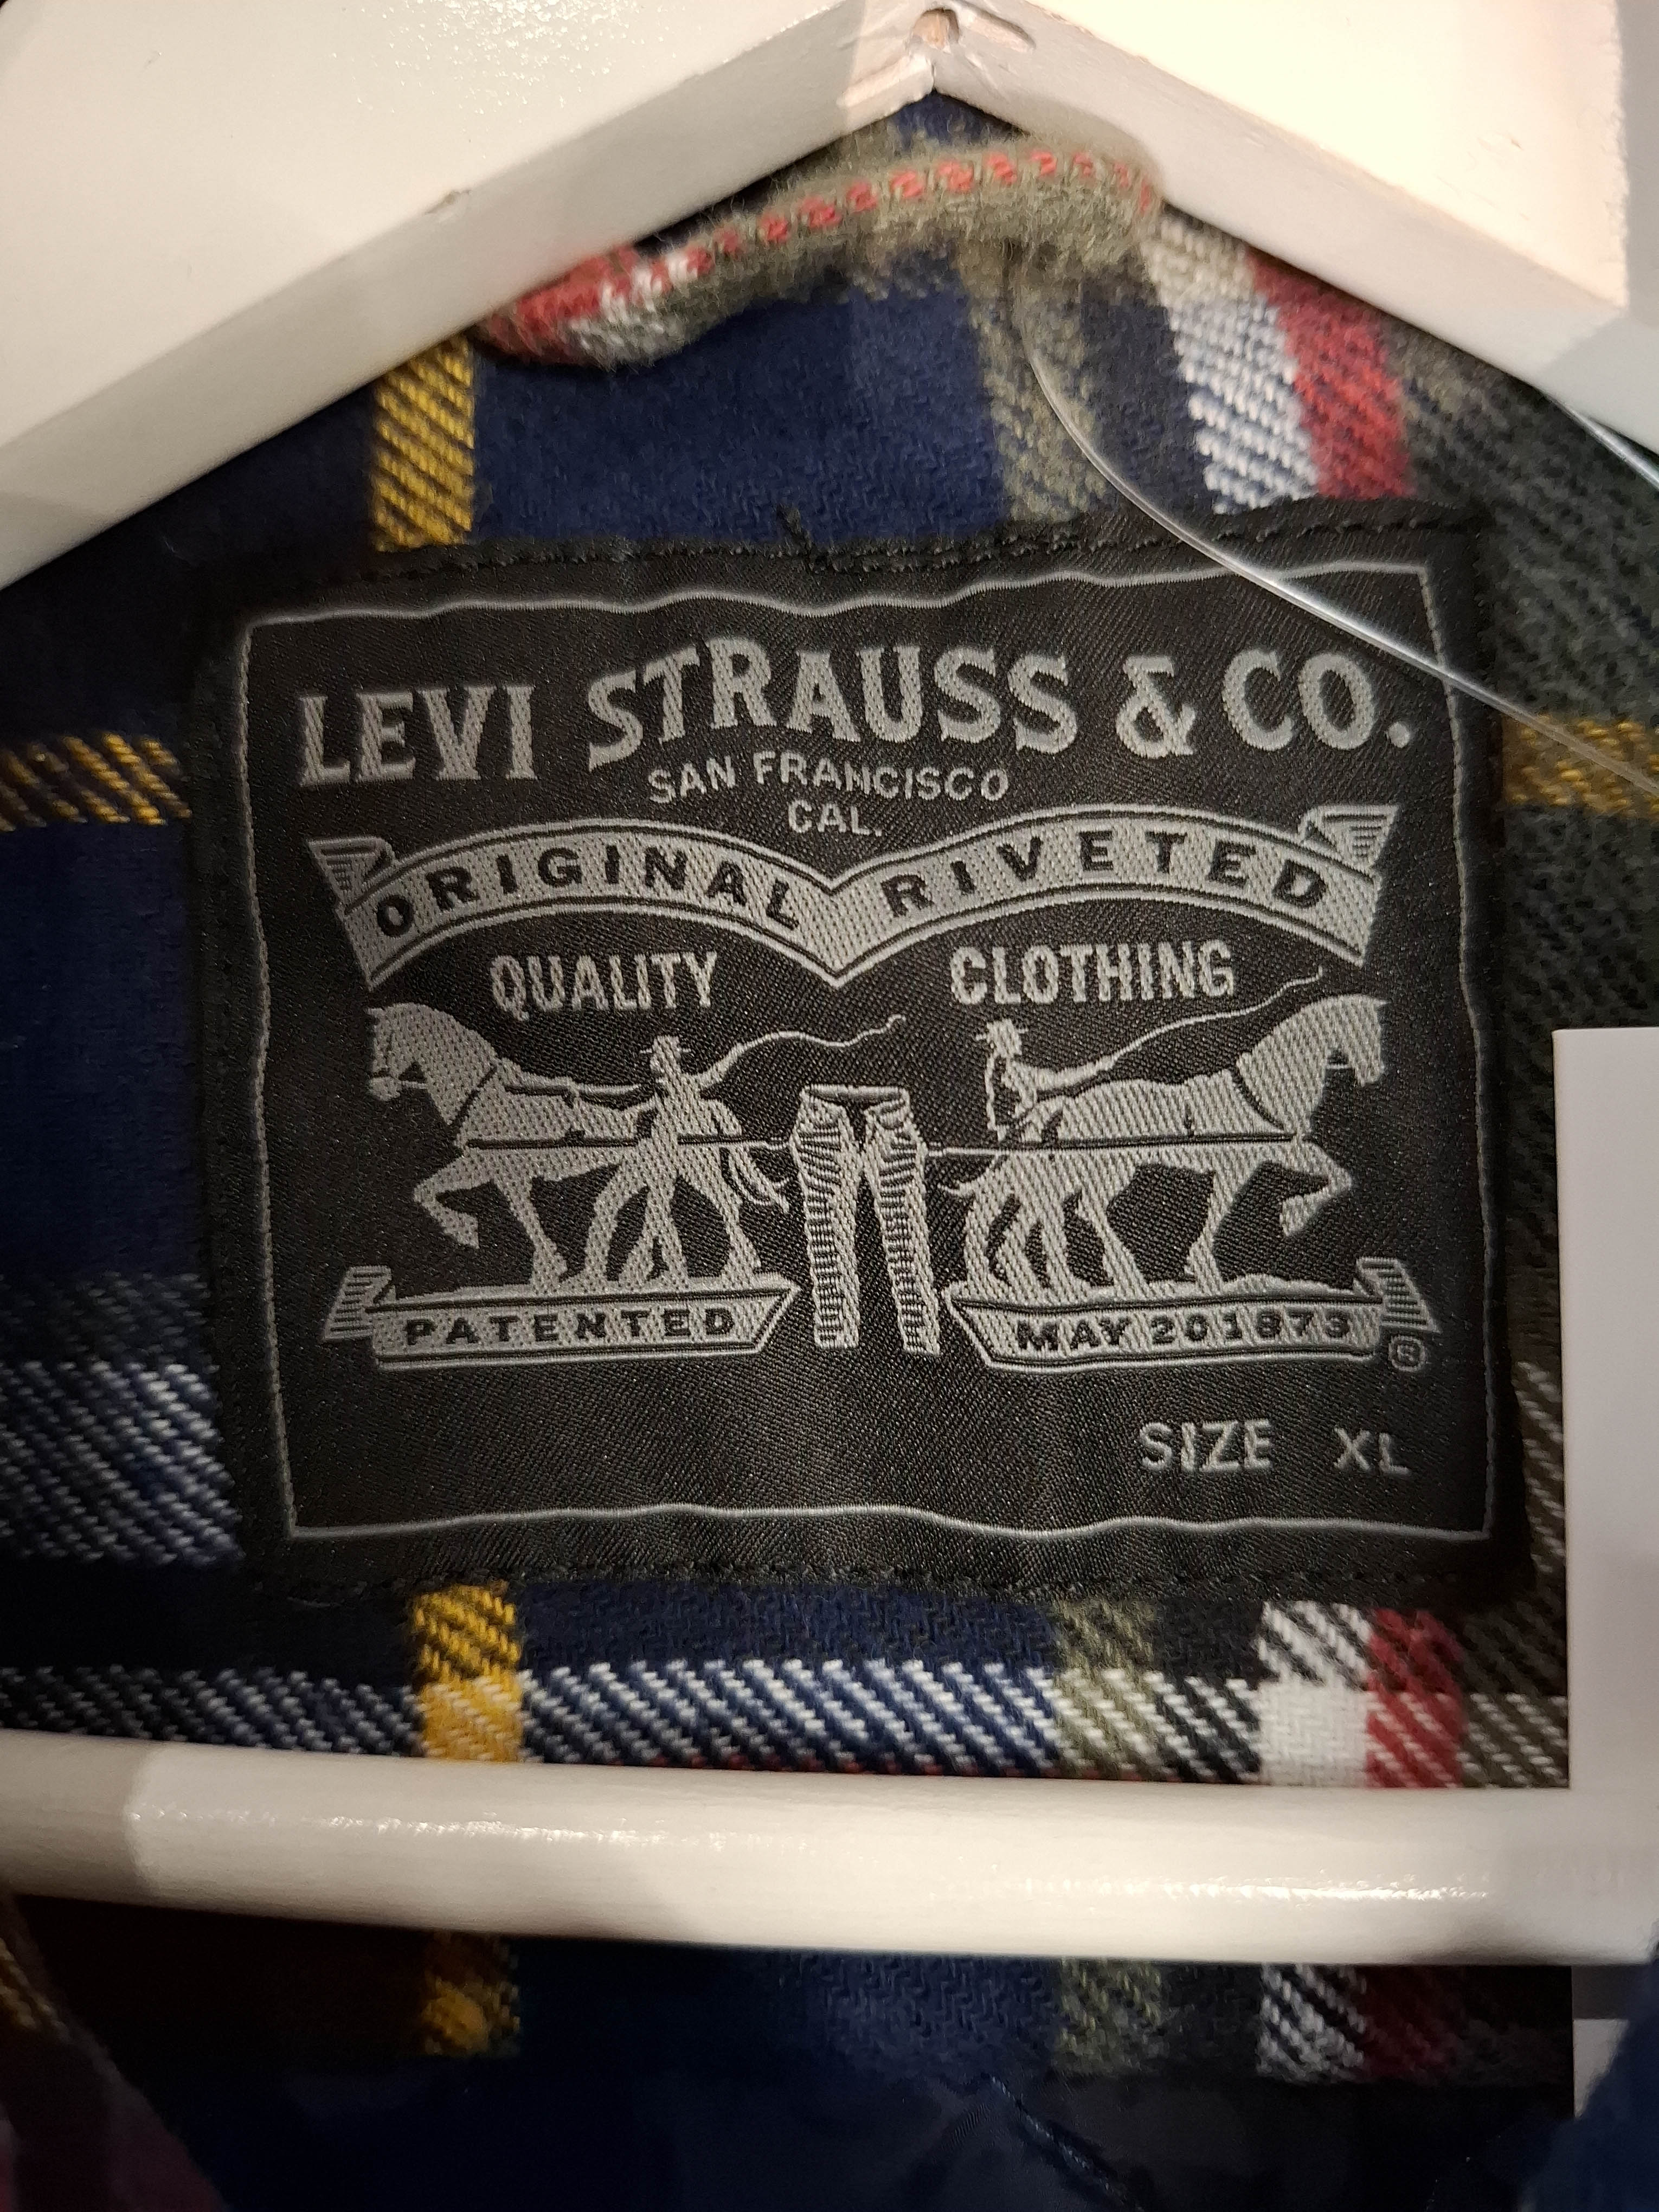 LEVI STRAUSS & CO.
SAN FRANCISCO
CAL.
ORIGINAL RIVETED
QUALITY CLOTHING
PATENTED MAY 20 1873
®
SIZE XL